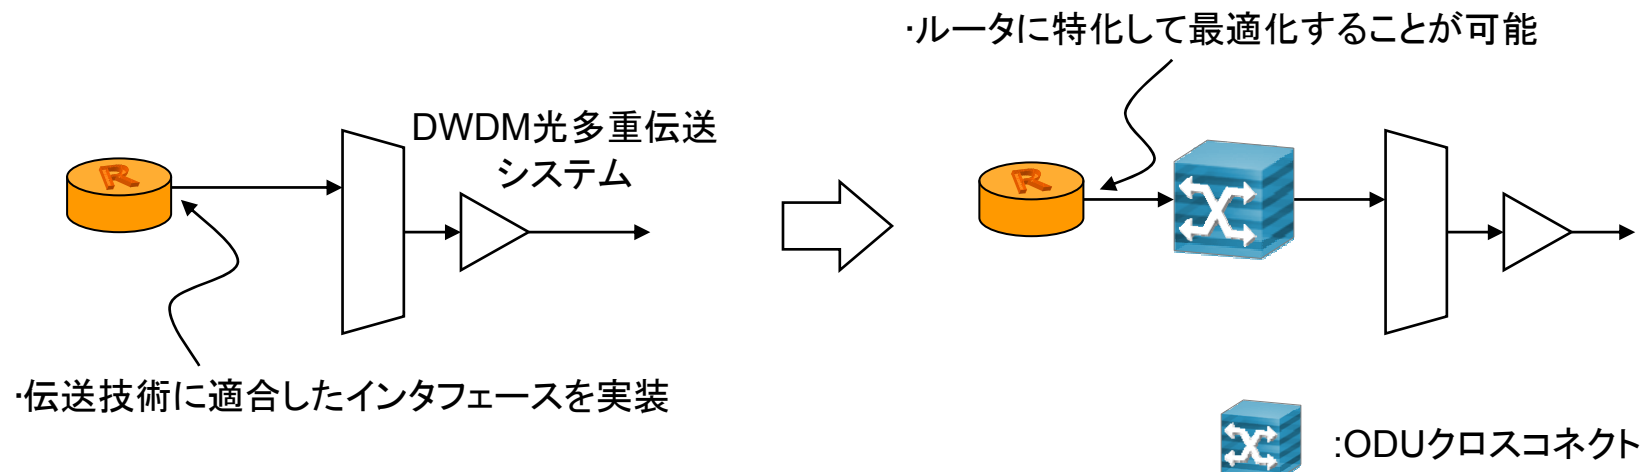 ・ルータに特化して最適化することが可能
DWDM光多重伝送
システム
R
R
・伝送技術に適合したインタフェースを実装
:ODUクロスコネクト